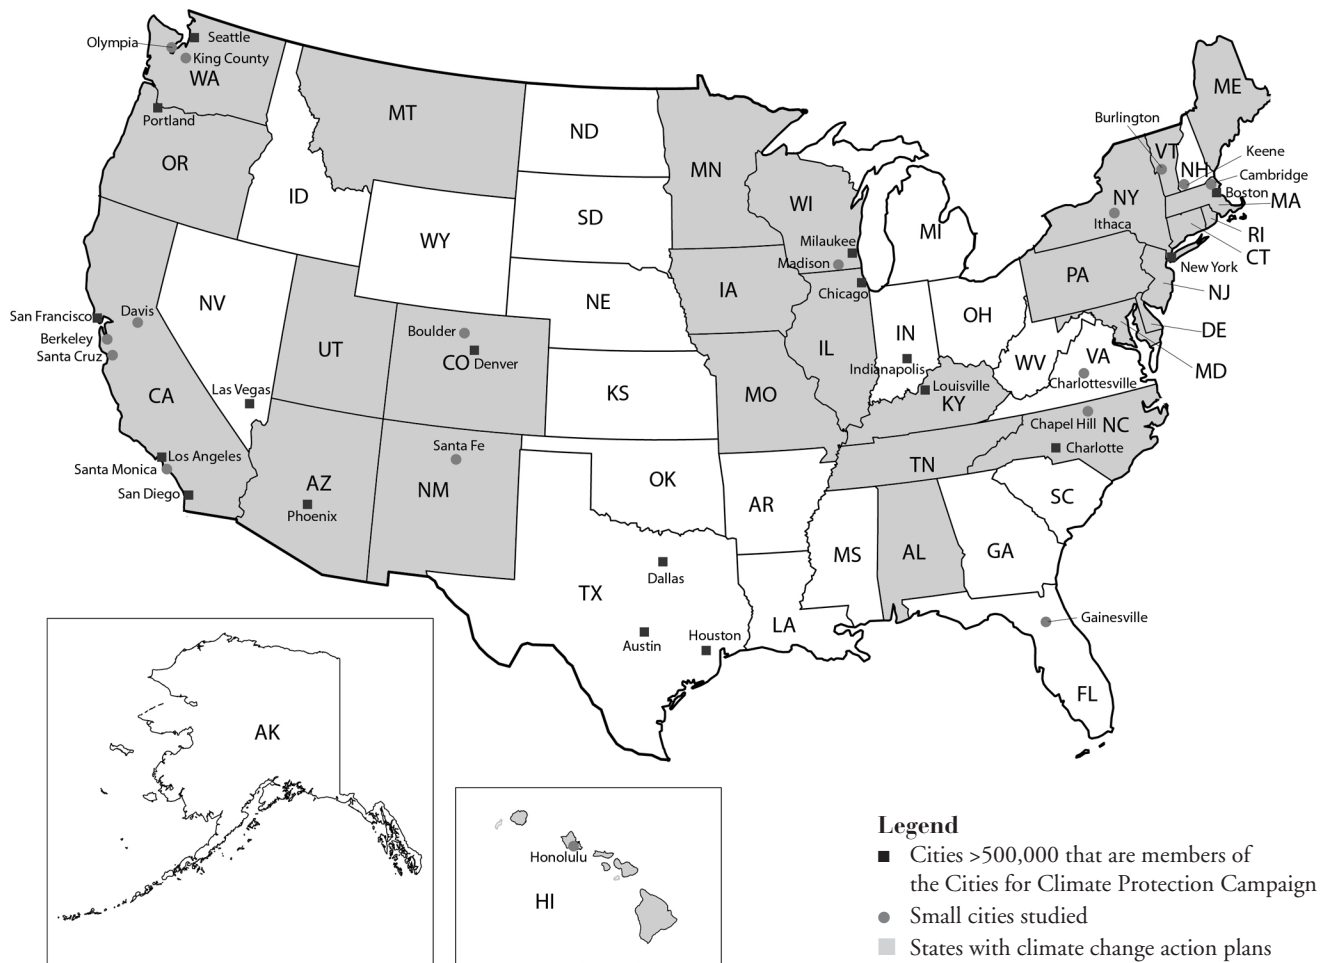 Olympia
Seattle
King County
WA
Portland
OR
MT
ID
ND
MN
SD
WY
WI
Milaukee
Madison
Chicago
MI
Burlington
VT
ME
NH
Keene
Cambridge
Boston
MA
NY
Ithaca
RI
CT
New York
PA
NJ
DE
MD
NV
San Francisco
Davis
Berkeley
Santa Cruz
CA
Las Vegas
UT
Boulder
CO
Denver
NE
IA
IL
IN
Indianapolis
OH
WV
VA
Charlottesville
KS
MO
Louisville
KY
Chapel Hill
NC
Charlotte
TN
Los Angeles
Santa Monica
San Diego
AZ
Phoenix
Santa Fe
NM
OK
AR
SC
MS
AL
GA
TX
Dallas
Austin
Houston
LA
Gainesville
FL
AK
Honolulu
HI
Legend
Cities >500,000 that are members of
the Cities for Climate Protection Campaign
Small cities studied
States with climate change action plans